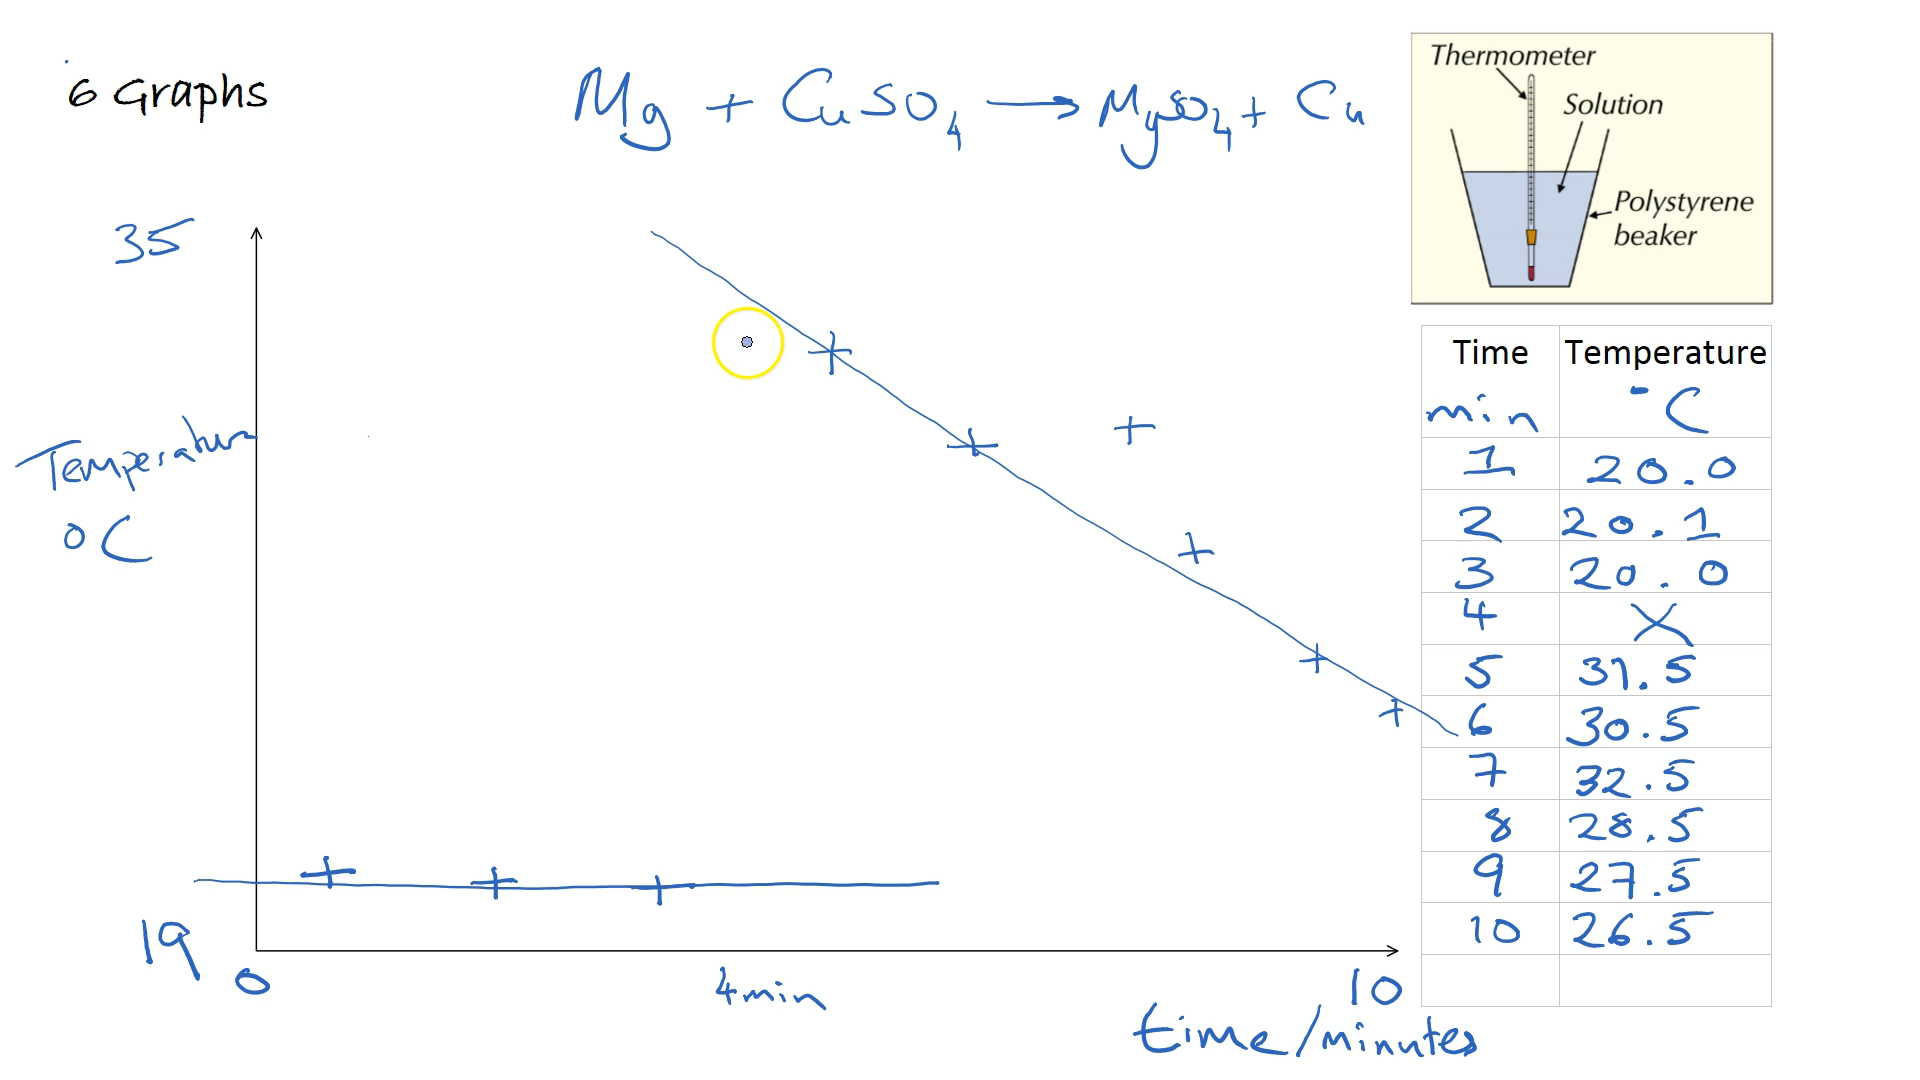 6 Graphs
Mg + CuSO4 → MgSO4 + Cu
Thermometer
Solution
Polystyrene
beaker
35
Temperature
°C
19
0
4min
10
time/minutes
Time Temperature
min °C
1 20.0
2 20.1
3 20.0
4 X
5 31.5
6 30.5
7 32.5
8 28.5
9 27.5
10 26.5